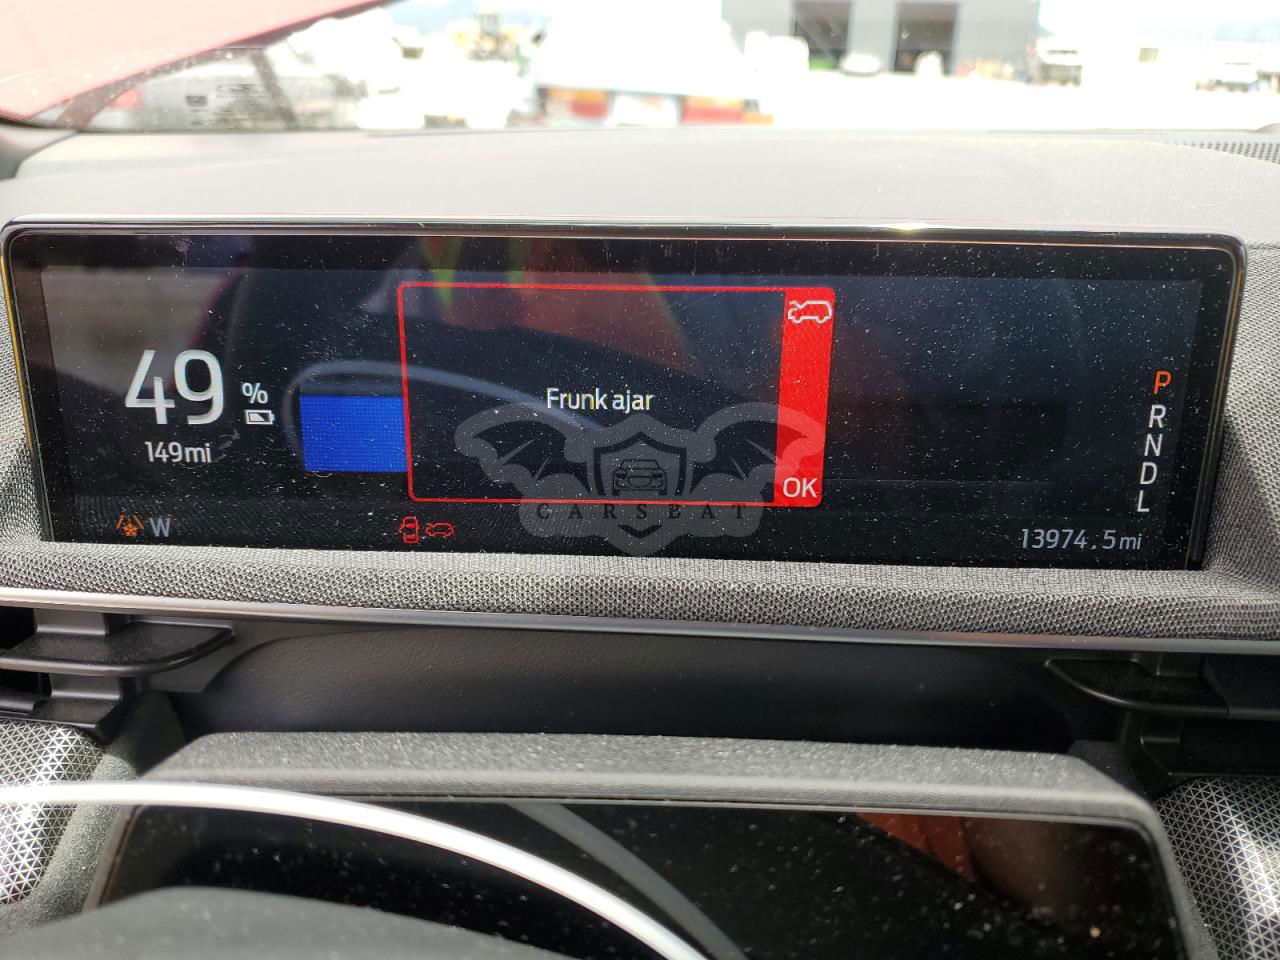 49 %
149mi
W
Frunk ajar
OK
P
R
N
D
L
13974.5mi
CARSBAT